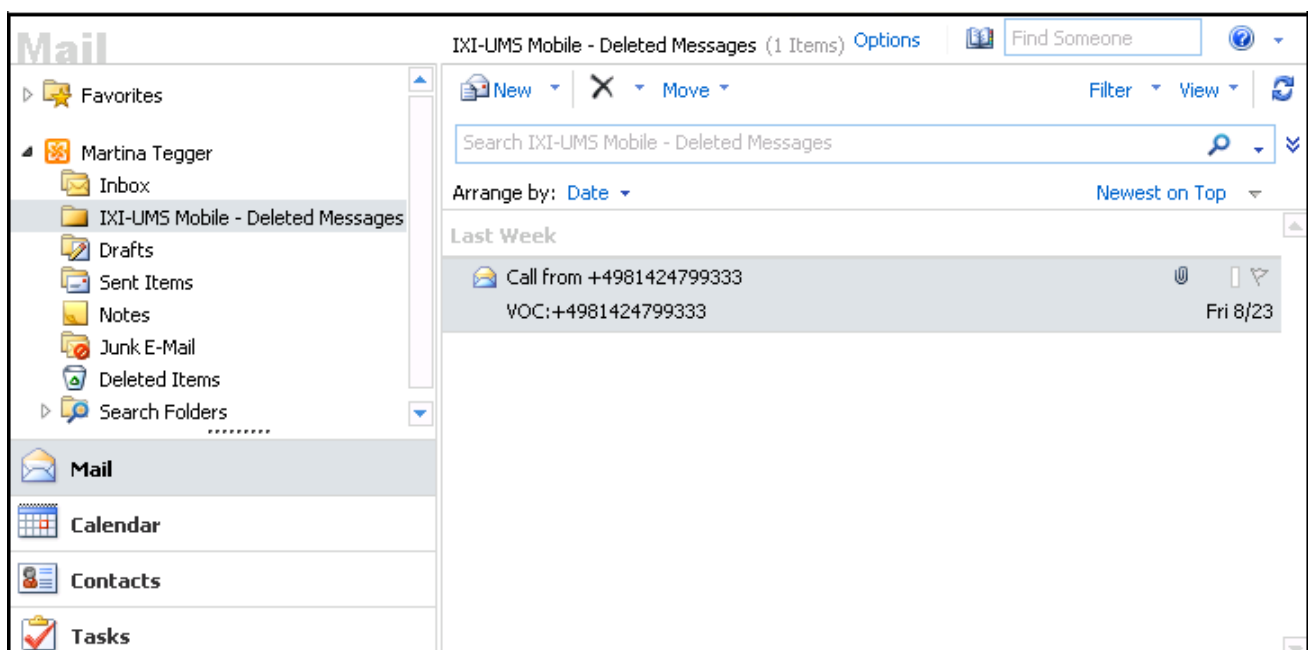 Mail
IXI-UMS Mobile - Deleted Messages (1 Items) Options
Find Someone
Favorites
Martina Tegger
Inbox
IXI-UMS Mobile - Deleted Messages
Drafts
Sent Items
Notes
Junk E-Mail
Deleted Items
Search Folders
Mail
Calendar
Contacts
Tasks
New
Move
Filter
View
Search IXI-UMS Mobile - Deleted Messages
Arrange by: Date
Newest on Top
Last Week
Call from +4981424799333
VOC:+4981424799333
Fri 8/23